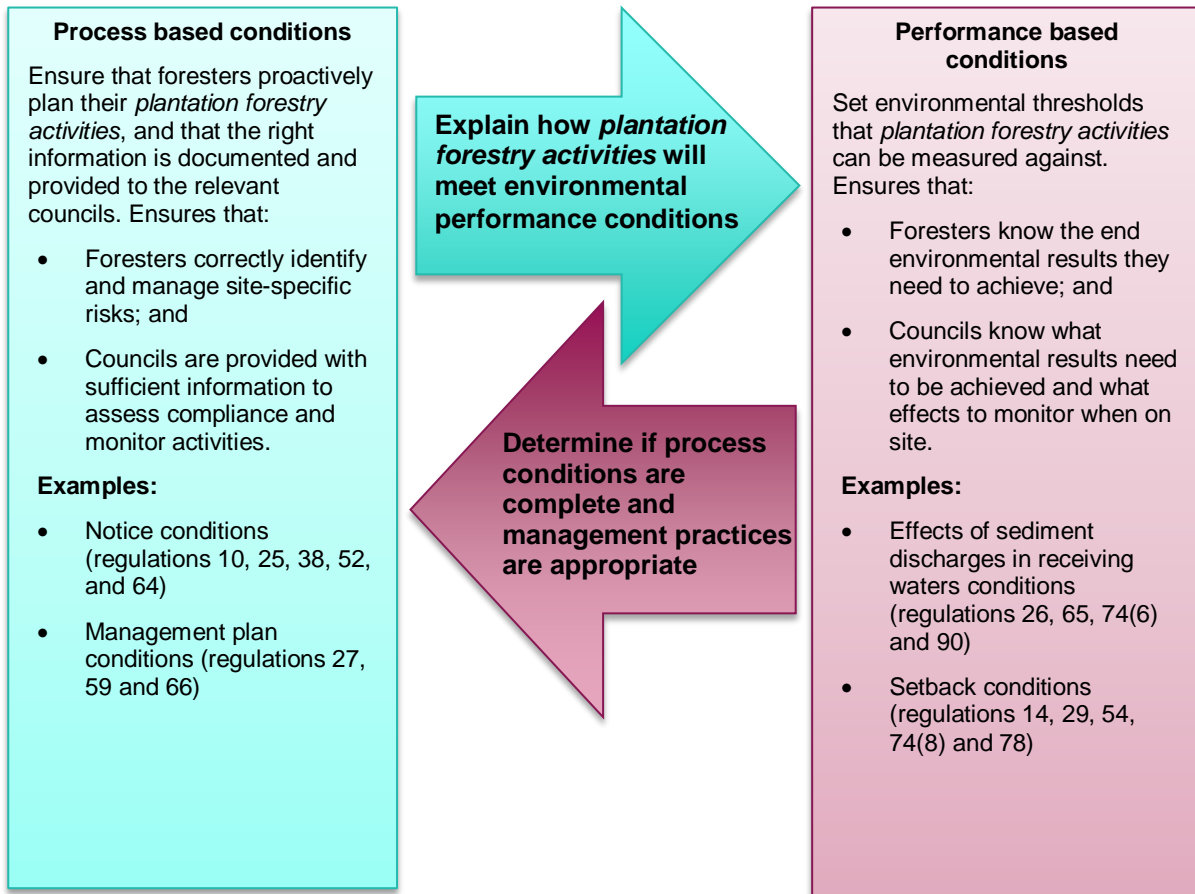 Process based conditions
Ensure that foresters proactively
plan their plantation forestry
activities, and that the right
information is documented and
provided to the relevant
councils. Ensures that:
• Foresters correctly identify
and manage site-specific
risks; and
• Councils are provided with
sufficient information to
assess compliance and
monitor activities.
Examples:
• Notice conditions
(regulations 10, 25, 38, 52,
and 64)
• Management plan
conditions (regulations 27,
59 and 66)
Explain how plantation
forestry activities will
meet environmental
performance conditions
Determine if process
conditions are
complete and
management practices
are appropriate
Performance based
conditions
Set environmental thresholds
that plantation forestry activities
can be measured against.
Ensures that:
• Foresters know the end
environmental results they
need to achieve; and
• Councils know what
environmental results need
to be achieved and what
effects to monitor when on
site.
Examples:
• Effects of sediment
discharges in receiving
waters conditions
(regulations 26, 65, 74(6)
and 90)
• Setback conditions
(regulations 14, 29, 54,
74(8) and 78)